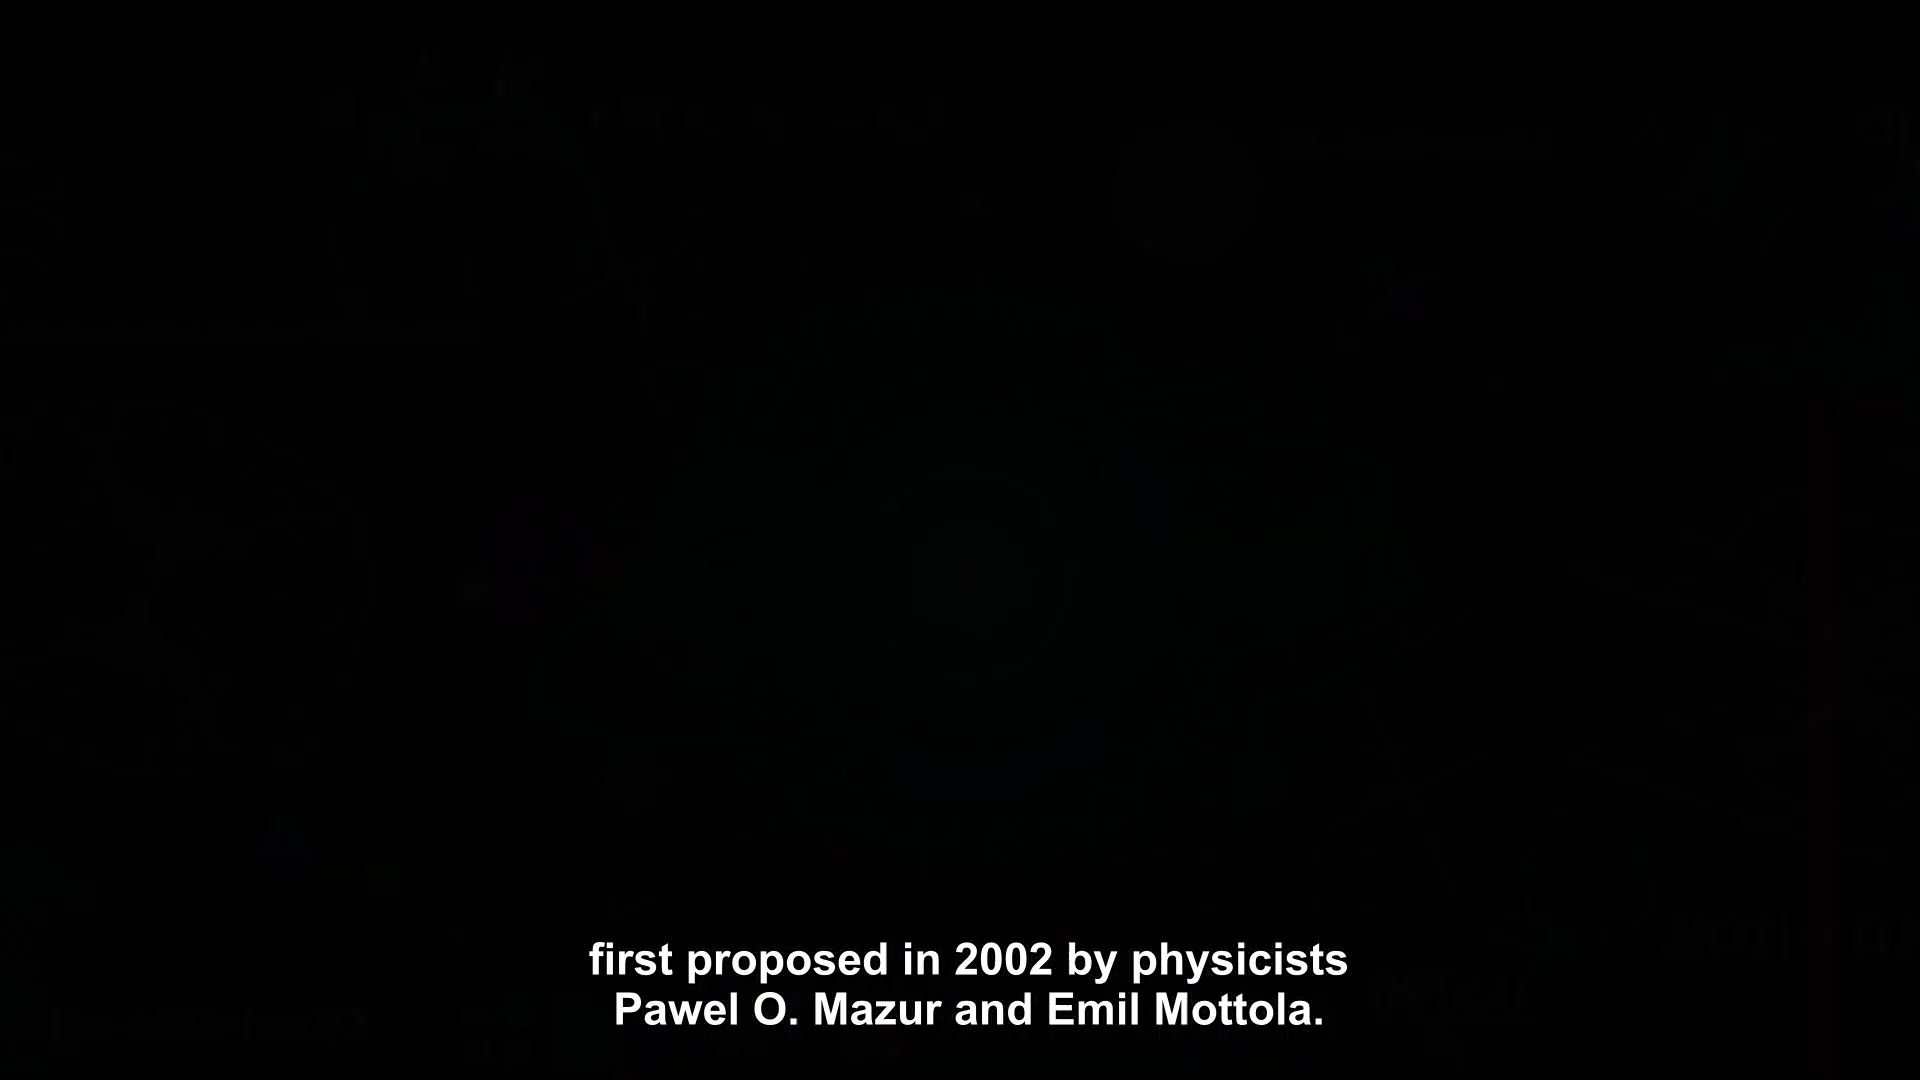 first proposed in 2002 by physicists
Pawel O. Mazur and Emil Mottola.